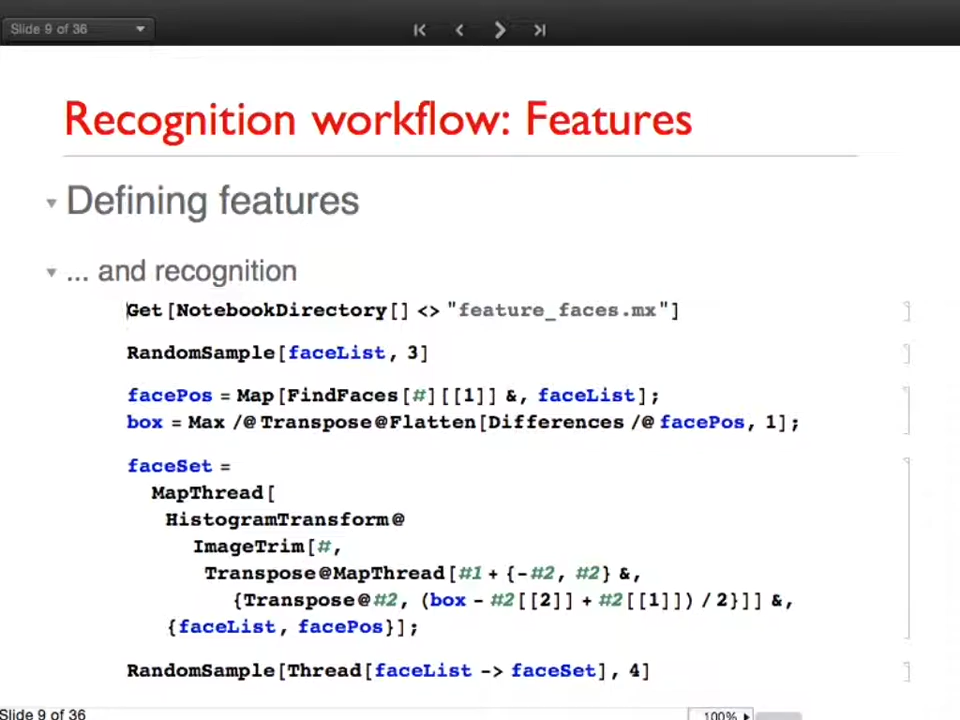 Slide 9 of 36
Recognition workflow: Features
Defining features
... and recognition
Get[NotebookDirectory[] <> "feature_faces.mx"]
RandomSample[faceList, 3]
facePos = Map[FindFaces[#][[1]] &, faceList];
box = Max /@ Transpose@Flatten[Differences /@ facePos, 1];
faceSet =
MapThread[
HistogramTransform@
ImageTrim[#,
Transpose@MapThread[#1 + {-#2, #2} &,
{Transpose@#2, (box - #2[[2]] + #2[[1]]) / 2}]] &,
{faceList, facePos}];
RandomSample[Thread[faceList -> faceSet], 4]
Slide 9 of 36
100%